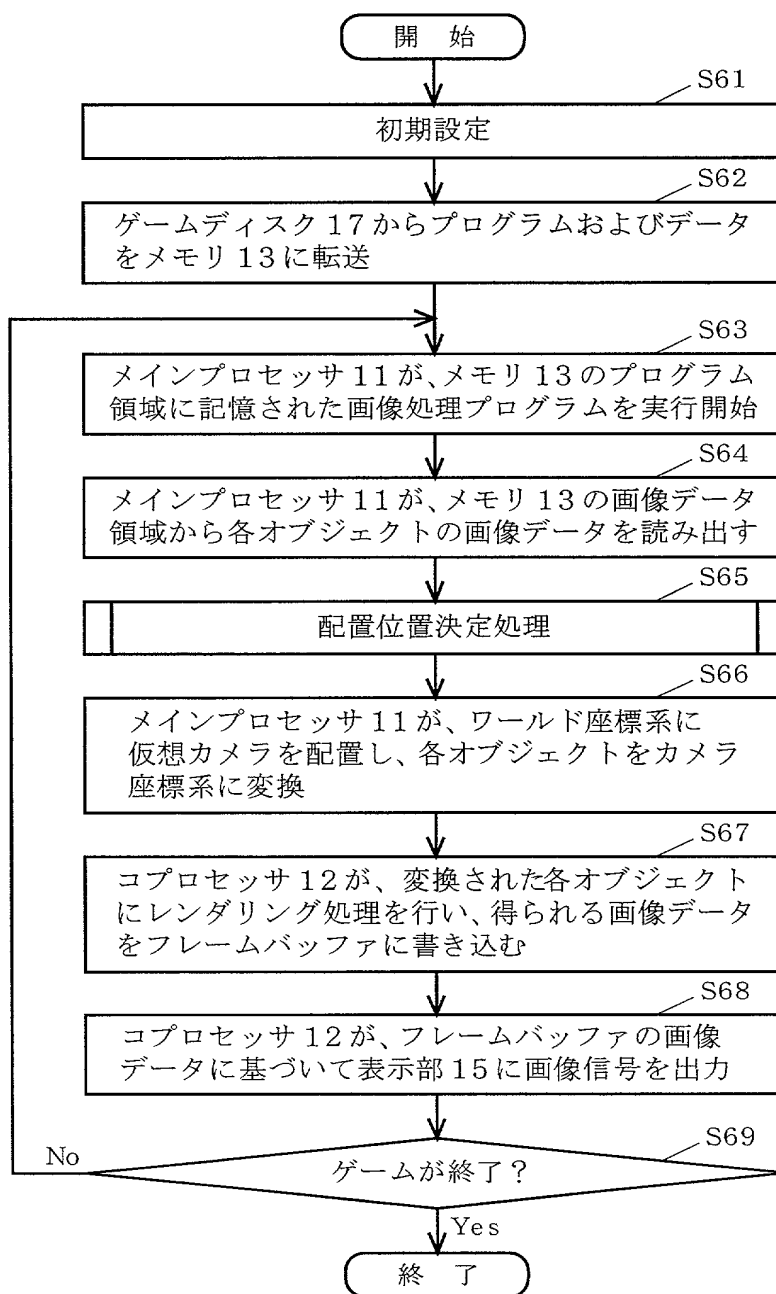 開 始
S61
初期設定
S62
ゲームディスク17からプログラムおよびデータ
をメモリ13に転送
S63
メインプロセッサ11が、メモリ13のプログラム
領域に記憶された画像処理プログラムを実行開始
S64
メインプロセッサ11が、メモリ13の画像データ
領域から各オブジェクトの画像データを読み出す
S65
配置位置決定処理
S66
メインプロセッサ11が、ワールド座標系に
仮想カメラを配置し、各オブジェクトをカメラ
座標系に変換
S67
コプロセッサ12が、変換された各オブジェクト
にレンダリング処理を行い、得られる画像データ
をフレームバッファに書き込む
S68
コプロセッサ12が、フレームバッファの画像
データに基づいて表示部15に画像信号を出力
S69
No
ゲームが終了?
Yes
終 了